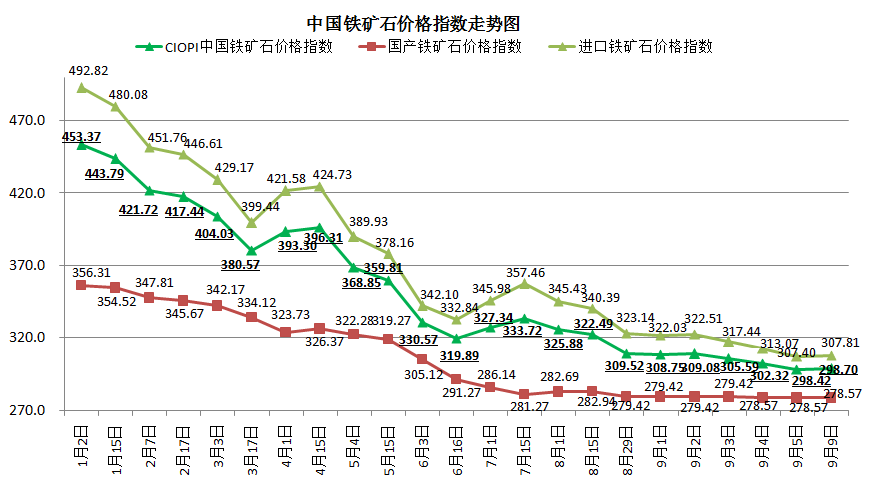 中国铁矿石价格指数走势图
CIOPI中国铁矿石价格指数 国产铁矿石价格指数 进口铁矿石价格指数
492.82 480.08 451.76 446.61 429.17 399.44 421.58 424.73 389.93 378.16 342.10 332.84 345.98 357.46 345.43 340.39 323.14 322.03 322.51 317.44 313.07 307.40 307.81
453.37 443.79 421.72 417.44 404.03 380.57 393.30 396.31 368.85 359.81 330.57 319.89 327.34 333.72 325.88 322.49 309.52 308.75 309.08 305.59 302.32 298.42 298.70
356.31 354.52 347.81 345.67 342.17 334.12 323.73 326.37 322.28 319.27 305.12 291.27 286.14 281.27 282.69 282.94 279.42 279.42 279.42 279.42 278.57 278.57 278.57
470.0
420.0
370.0
320.0
270.0
1月2日
1月15日
2月7日
2月17日
3月3日
3月17日
4月1日
4月15日
5月4日
5月15日
6月3日
6月16日
7月1日
7月15日
8月1日
8月15日
8月29日
9月1日
9月2日
9月3日
9月4日
9月5日
9月9日